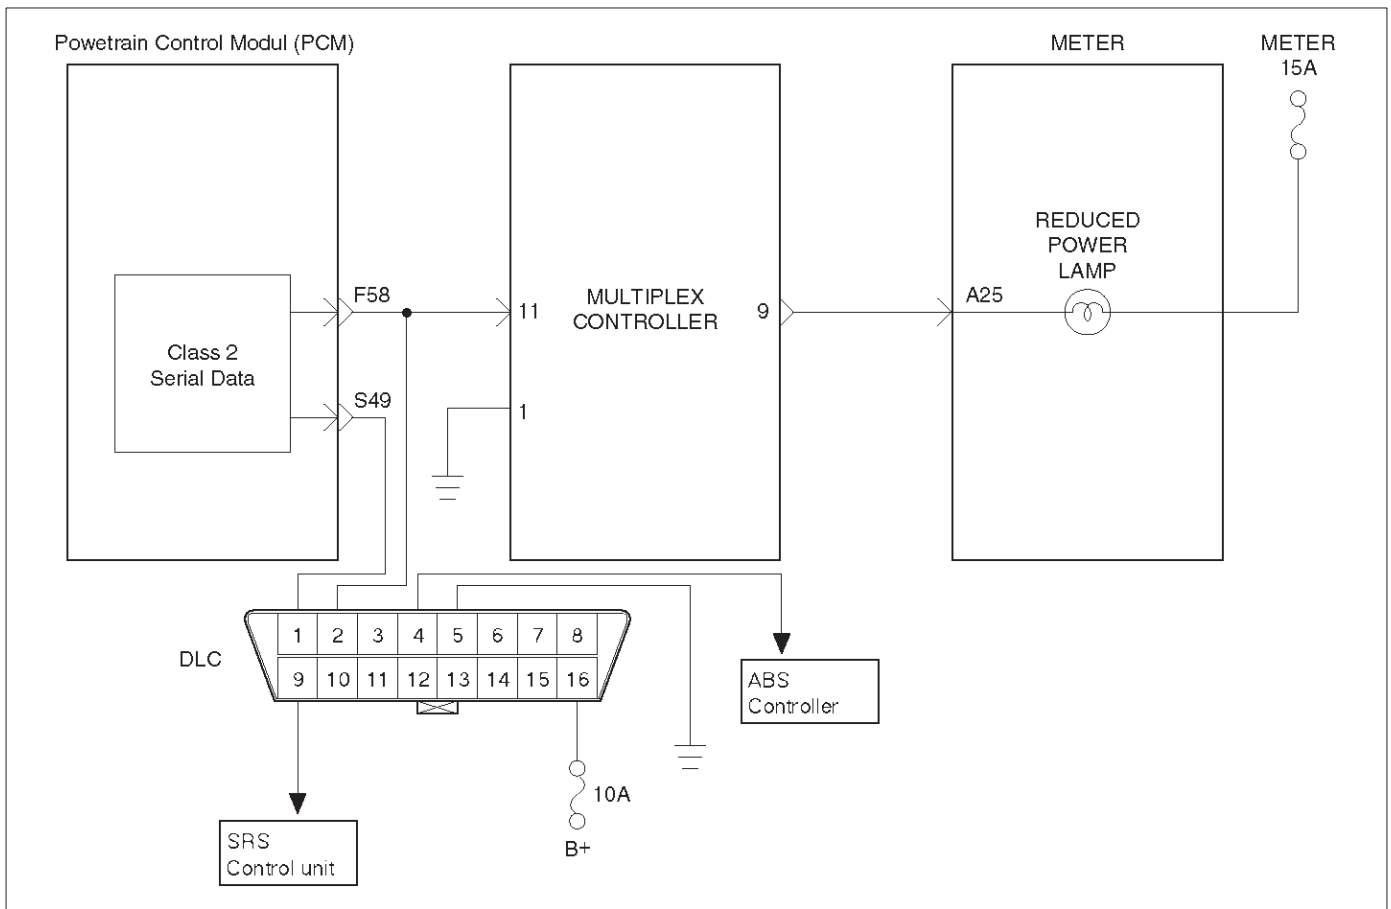 Powetrain Control Modul (PCM)
METER
METER
15A
REDUCED
POWER
LAMP
F58
11
MULTIPLEX
CONTROLLER
9
A25
Class 2
Serial Data
S49
1
DLC
1 2 3 4 5 6 7 8
9 10 11 12 13 14 15 16
ABS
Controller
10A
B+
SRS
Control unit